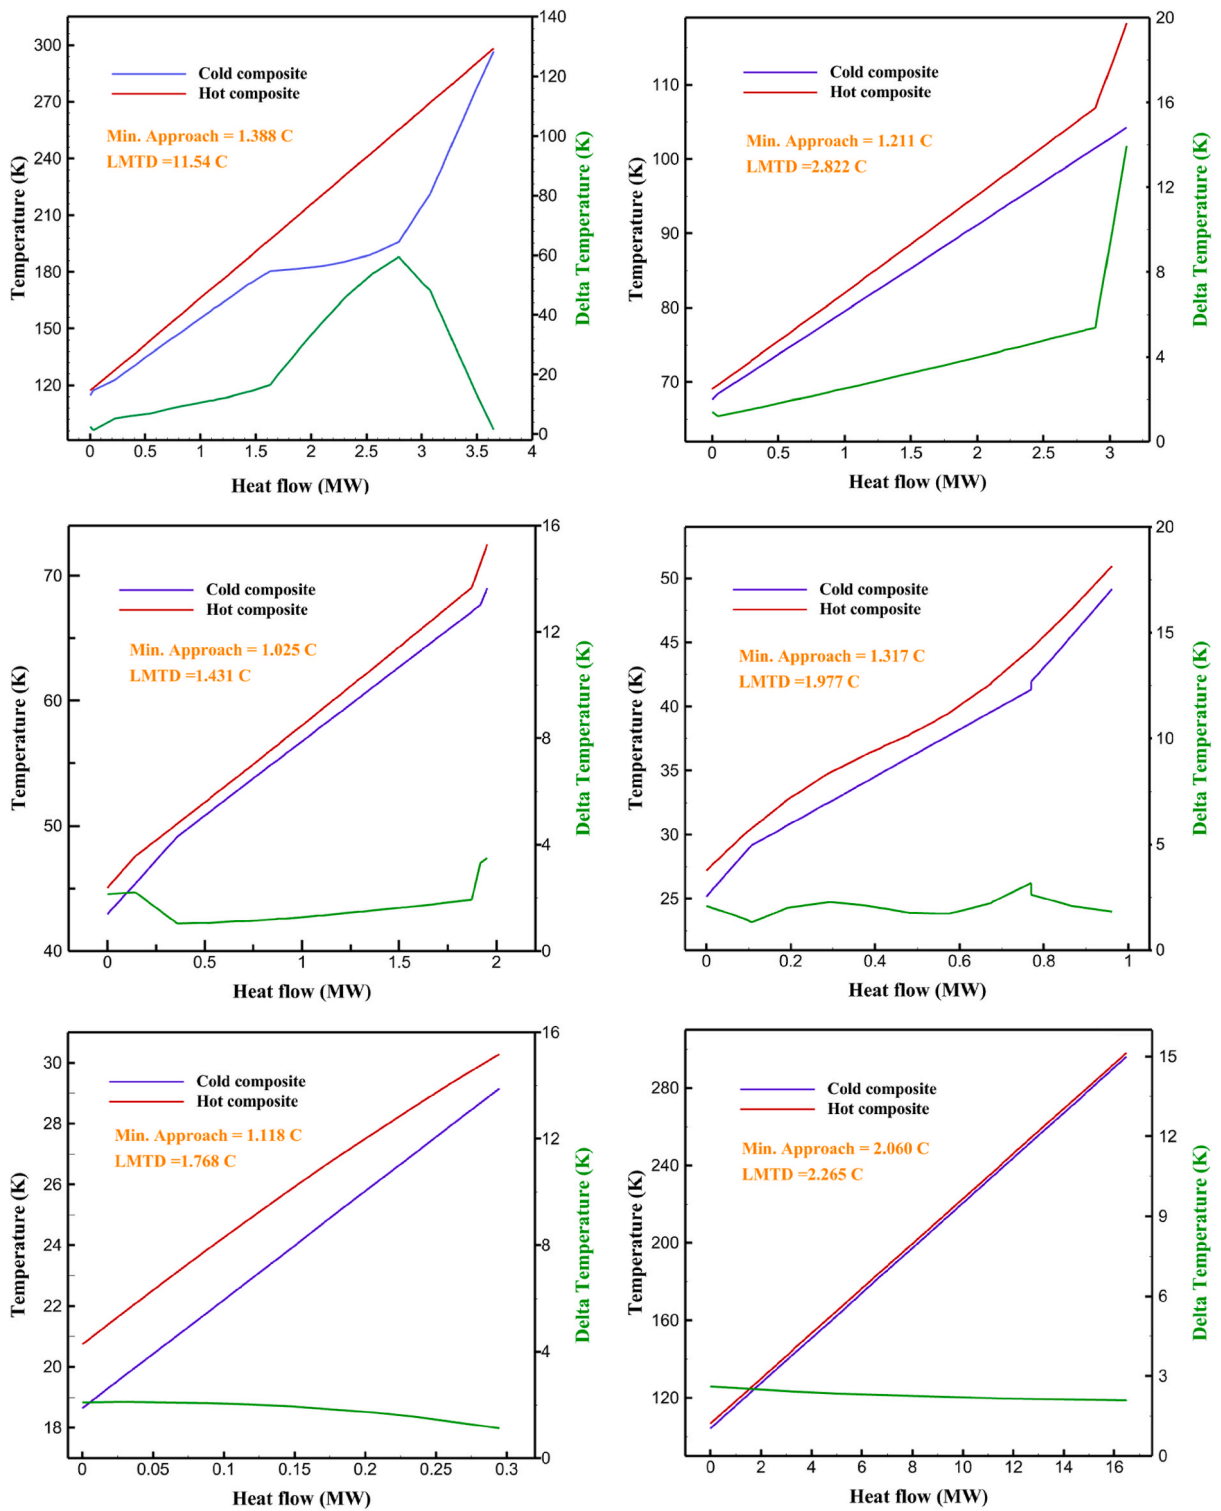 300
270
240
210
180
150
120
Temperature (K)
Cold composite
Hot composite
Min. Approach = 1.388 C
LMTD =11.54 C
140
120
100
80
60
40
20
0
Delta Temperature (K)
0 0.5 1 1.5 2 2.5 3 3.5 4
Heat flow (MW)
110
100
90
80
70
Temperature (K)
Cold composite
Hot composite
Min. Approach = 1.211 C
LMTD =2.822 C
20
16
12
8
4
0
Delta Temperature (K)
0 0.5 1 1.5 2 2.5 3
Heat flow (MW)
70
60
50
40
Temperature (K)
Cold composite
Hot composite
Min. Approach = 1.025 C
LMTD =1.431 C
16
12
8
4
0
Delta Temperature (K)
0 0.5 1 1.5 2
Heat flow (MW)
50
45
40
35
30
25
Temperature (K)
Cold composite
Hot composite
Min. Approach = 1.317 C
LMTD =1.977 C
20
15
10
5
0
Delta Temperature (K)
0 0.2 0.4 0.6 0.8 1
Heat flow (MW)
30
28
26
24
22
20
18
Temperature (K)
Cold composite
Hot composite
Min. Approach = 1.118 C
LMTD =1.768 C
16
12
8
4
0
Delta Temperature (K)
0 0.05 0.1 0.15 0.2 0.25 0.3
Heat flow (MW)
280
240
200
160
120
Temperature (K)
Cold composite
Hot composite
Min. Approach = 2.060 C
LMTD =2.265 C
15
12
9
6
3
0
Delta Temperature (K)
0 2 4 6 8 10 12 14 16
Heat flow (MW)